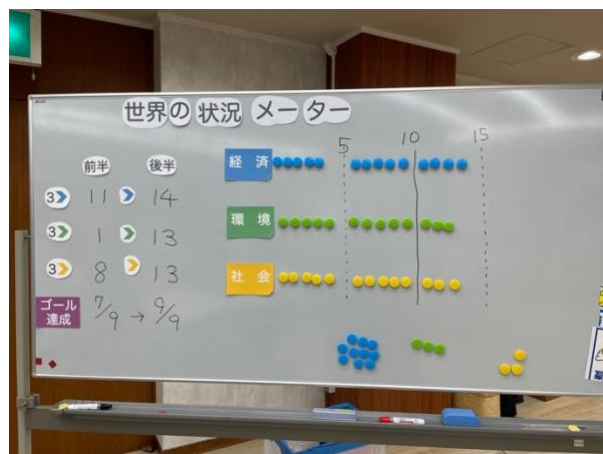 世界の状況メーター
前半 後半
5 10 15
3 11 14
経済
3 1 13
環境
3 8 13
社会
ゴール
達成
7/9 → 9/9